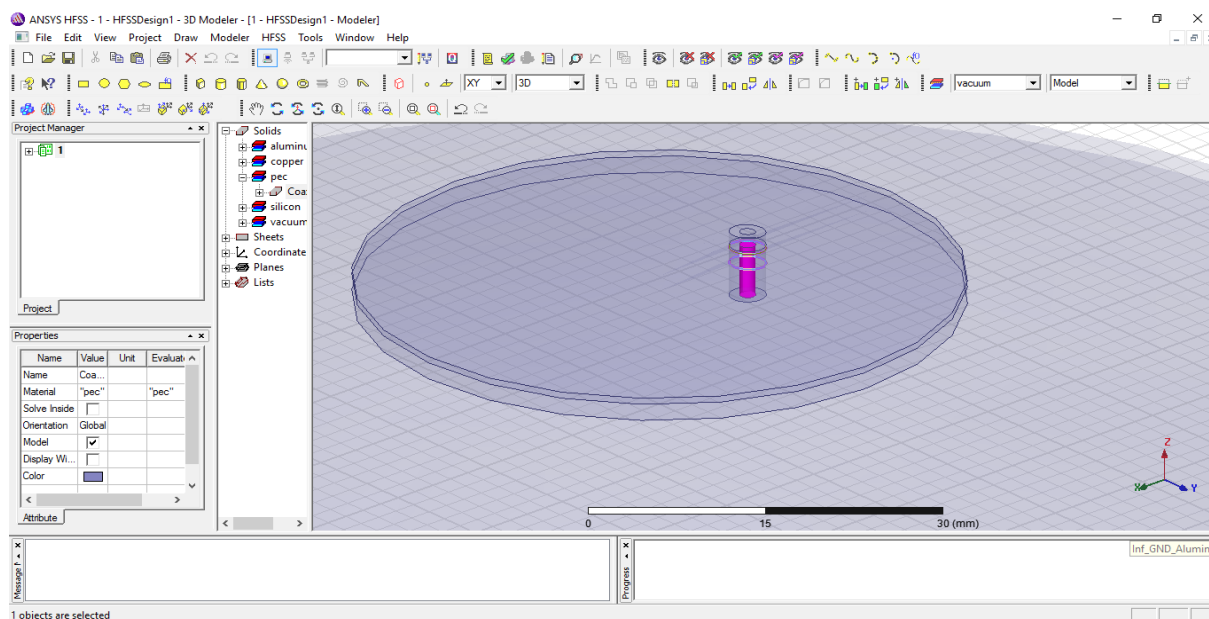 ANSYS HFSS - 1 - HFSSDesign1 - 3D Modeler - [1 - HFSSDesign1 - Modeler]
File Edit View Project Draw Modeler HFSS Tools Window Help
XY 3D vacuum Model
Project Manager
1
Project
Solids
aluminu
copper
pec
Coa
silicon
vacuum
Sheets
Coordinate
Planes
Lists
Properties
Name Value Unit Evaluate
Name Coa...
Material "pec" "pec"
Solve Inside
Orientation Global
Model
Display Wi...
Color
Attribute
Z
X Y
0 15 30 (mm)
Inf_GND_Alumin
Progress
1 objects are selected